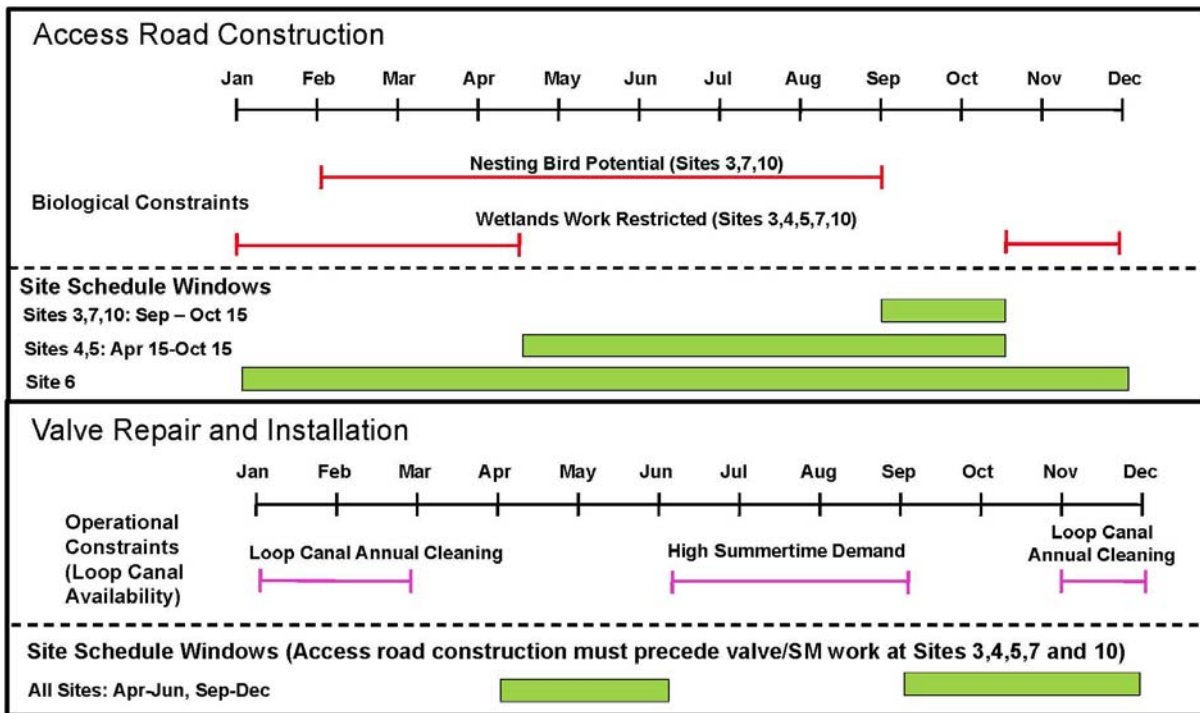 Access Road Construction
Jan Feb Mar Apr May Jun Jul Aug Sep Oct Nov Dec
Nesting Bird Potential (Sites 3,7,10)
Biological Constraints
Wetlands Work Restricted (Sites 3,4,5,7,10)
Site Schedule Windows
Sites 3,7,10: Sep – Oct 15
Sites 4,5: Apr 15-Oct 15
Site 6
Valve Repair and Installation
Jan Feb Mar Apr May Jun Jul Aug Sep Oct Nov Dec
Operational
Constraints
(Loop Canal
Availability)
Loop Canal Annual Cleaning
High Summertime Demand
Loop Canal
Annual Cleaning
Site Schedule Windows (Access road construction must precede valve/SM work at Sites 3,4,5,7 and 10)
All Sites: Apr-Jun, Sep-Dec